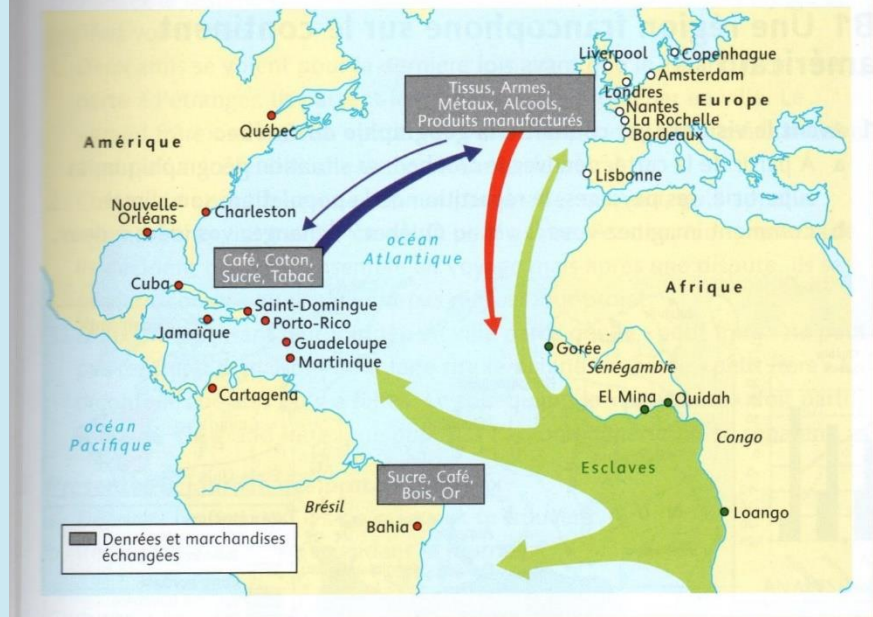 Liverpool
Copenhague
Amsterdam
Londres
Nantes
La Rochelle
Bordeaux
Europe
Lisbonne
Tissus, Armes,
Métaux, Alcools,
Produits manufacturés
Amérique
Québec
Nouvelle-
Orléans
Charleston
océan
Atlantique
Café, Coton,
Sucre, Tabac
Cuba
Saint-Domingue
Jamaïque
Porto-Rico
Guadeloupe
Martinique
Cartagena
Afrique
Gorée
Sénégambie
El Mina
Ouidah
Congo
océan
Pacifique
Esclaves
Sucre, Café,
Bois, Or
Brésil
Bahia
Loango
Denrées et marchandises
échangées